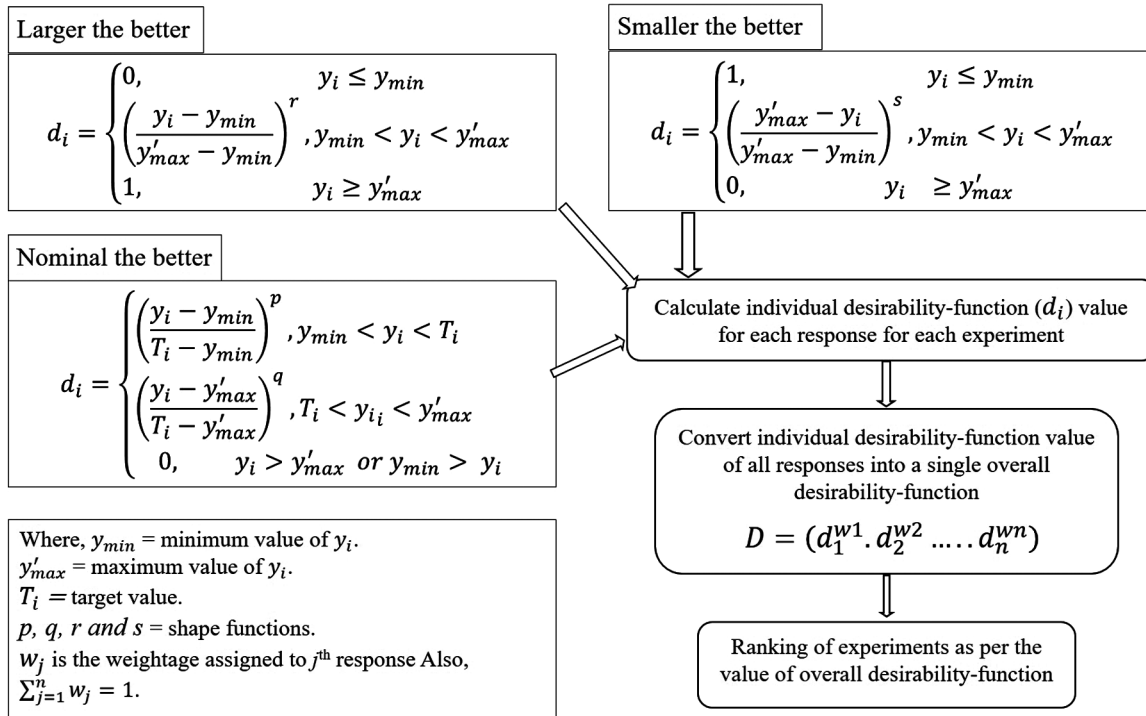 Larger the better
d_i = { 0, y_i ≤ y_min
((y_i − y_min) / (y'_max − y_min))^r , y_min < y_i < y'_max
1, y_i ≥ y'_max
Smaller the better
d_i = { 1, y_i ≤ y_min
((y'_max − y_i) / (y'_max − y_min))^s , y_min < y_i < y'_max
0, y_i ≥ y'_max
Nominal the better
d_i = { ((y_i − y_min) / (T_i − y_min))^p , y_min < y_i < T_i
((y_i − y'_max) / (T_i − y'_max))^q , T_i < y_{i_i} < y'_max
0, y_i > y'_max or y_min > y_i
Where, y_min = minimum value of y_i.
y'_max = maximum value of y_i.
T_i = target value.
p, q, r and s = shape functions.
w_j is the weightage assigned to j^th response Also,
∑_{j=1}^{n} w_j = 1.
Calculate individual desirability-function (d_i) value
for each response for each experiment
Convert individual desirability-function value
of all responses into a single overall
desirability-function
D = (d_1^{w1}. d_2^{w2} ..... d_n^{wn})
Ranking of experiments as per the
value of overall desirability-function